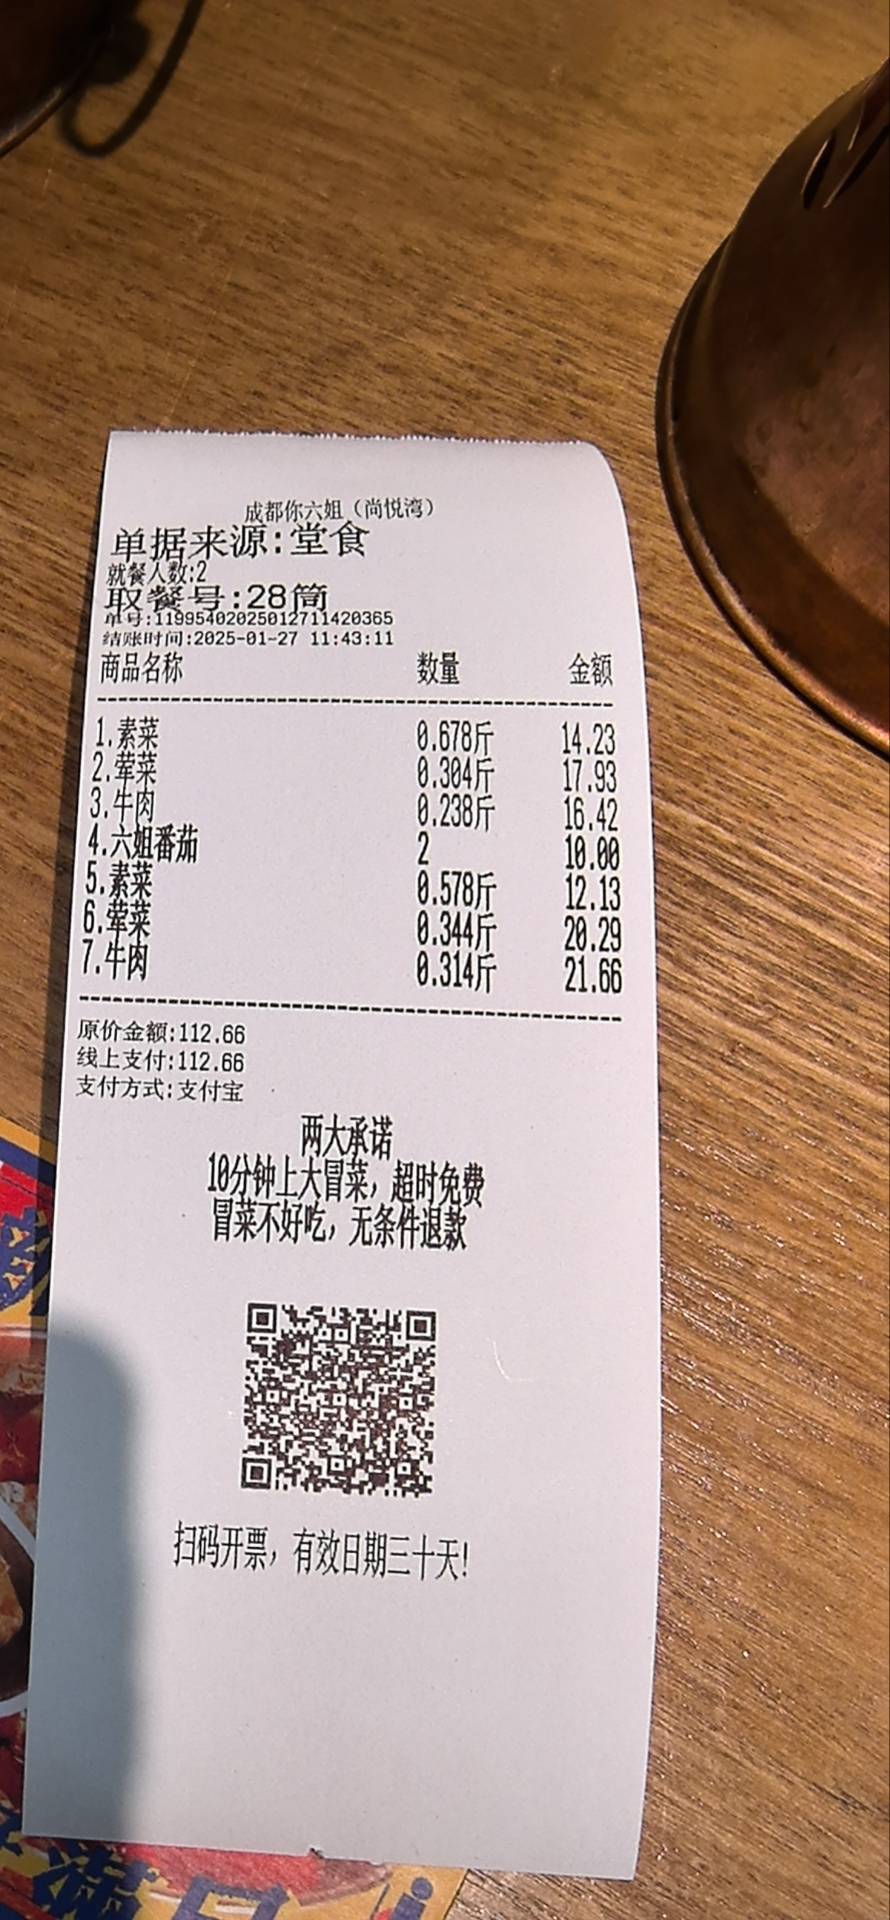 成都你六姐（尚悦湾）
单据来源:堂食
就餐人数:2
取餐号:28筒
单号:11995402025012711420365
结账时间:2025-01-27 11:43:11
商品名称 数量 金额
1.素菜 0.678斤 14.23
2.荤菜 0.304斤 17.93
3.牛肉 0.238斤 16.42
4.六姐番茄 2 10.00
5.素菜 0.578斤 12.13
6.荤菜 0.344斤 20.29
7.牛肉 0.314斤 21.66
原价金额:112.66
线上支付:112.66
支付方式:支付宝
两大承诺
10分钟上大冒菜，超时免费
冒菜不好吃，无条件退款
扫码开票，有效日期三十天!